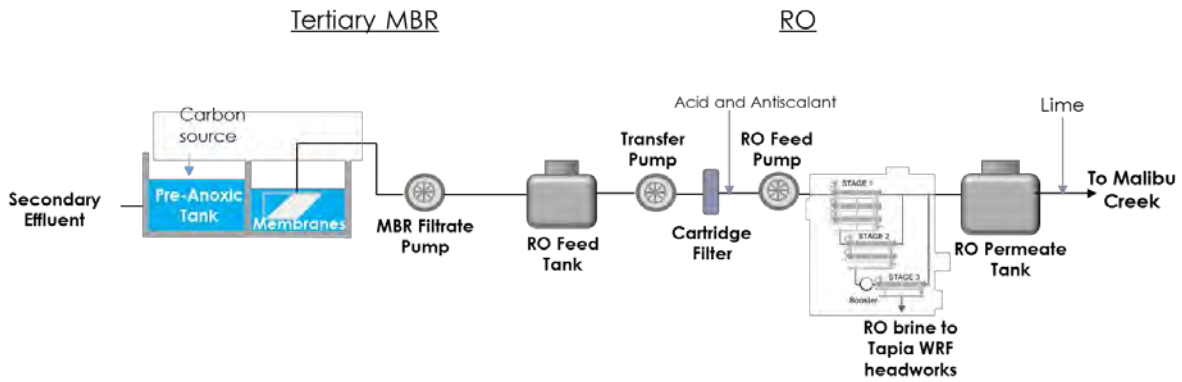 Tertiary MBR
RO
Carbon
source
Acid and Antiscalant
Lime
Transfer
Pump
RO Feed
Pump
Secondary
Effluent
Pre-Anoxic
Tank
Membranes
MBR Filtrate
Pump
RO Feed
Tank
Cartridge
Filter
STAGE 1
STAGE 2
STAGE 3
Booster
RO Permeate
Tank
To Malibu
Creek
RO brine to
Tapia WRF
headworks